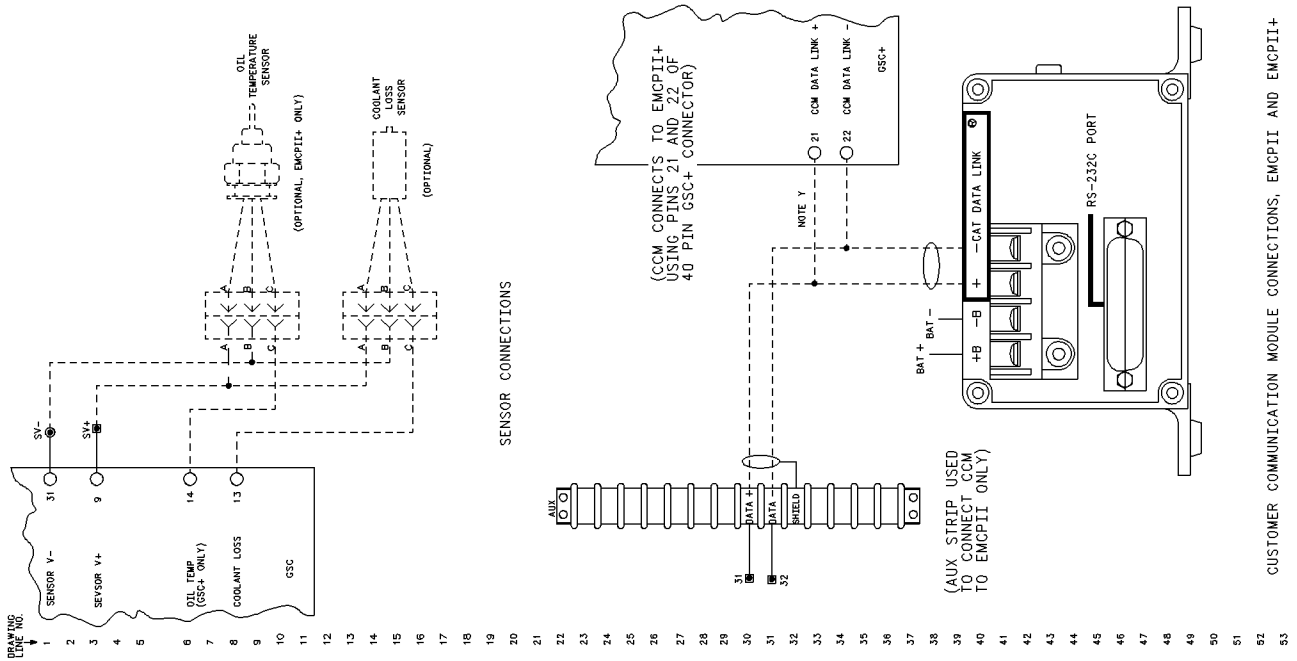 DRAWING
LINE NO.
1
2
3
4
5
6
7
8
9
10
11
12
13
14
15
16
17
18
19
20
21
22
23
24
25
26
27
28
29
30
31
32
33
34
35
36
37
38
39
40
41
42
43
44
45
46
47
48
49
50
51
52
53
SENSOR V-
31
SV-
SEVSOR V+
9
SV+
OIL TEMP
(GSC+ ONLY)
14
COOLANT LOSS
13
GSC
A
B
C
A
B
C
OIL
TEMPERATURE
SENSOR
(OPTIONAL, EMCPII+ ONLY)
A
B
C
A
B
C
COOLANT
LOSS
SENSOR
(OPTIONAL)
SENSOR CONNECTIONS
AUX
31
DATA +
32
DATA -
SHIELD
(AUX STRIP USED
TO CONNECT CCM
TO EMCPII ONLY)
(CCM CONNECTS TO EMCPII+
USING PINS 21 AND 22 OF
40 PIN GSC+ CONNECTOR)
NOTE Y
21 CCM DATA LINK +
22 CCM DATA LINK -
GSC+
BAT +
BAT -
+B
-B
+
- CAT DATA LINK
RS-232C PORT
CUSTOMER COMMUNICATION MODULE CONNECTIONS, EMCPII AND EMCPII+